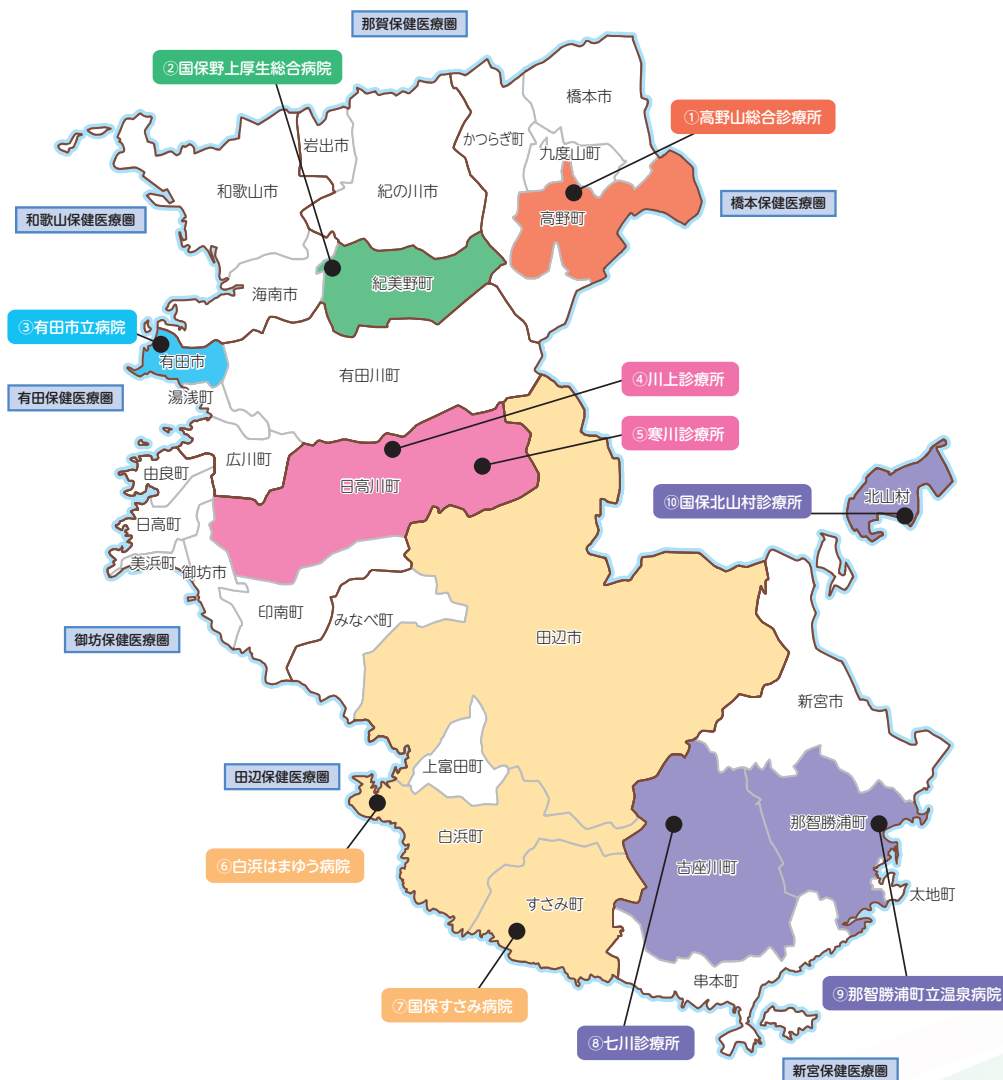 那賀保健医療圏
②国保野上厚生総合病院
橋本市
①高野山総合診療所
かつらぎ町
岩出市
九度山町
和歌山市
紀の川市
橋本保健医療圏
和歌山保健医療圏
高野町
紀美野町
海南市
③有田市立病院
有田市
有田川町
④川上診療所
有田保健医療圏
湯浅町
⑤寒川診療所
広川町
由良町
日高川町
北山村
⑩国保北山村診療所
日高町
美浜町
御坊市
印南町
みなべ町
御坊保健医療圏
田辺市
新宮市
上富田町
田辺保健医療圏
那智勝浦町
白浜町
⑥白浜はまゆう病院
古座川町
太地町
すさみ町
串本町
⑨那智勝浦町立温泉病院
⑦国保すさみ病院
⑧七川診療所
新宮保健医療圏